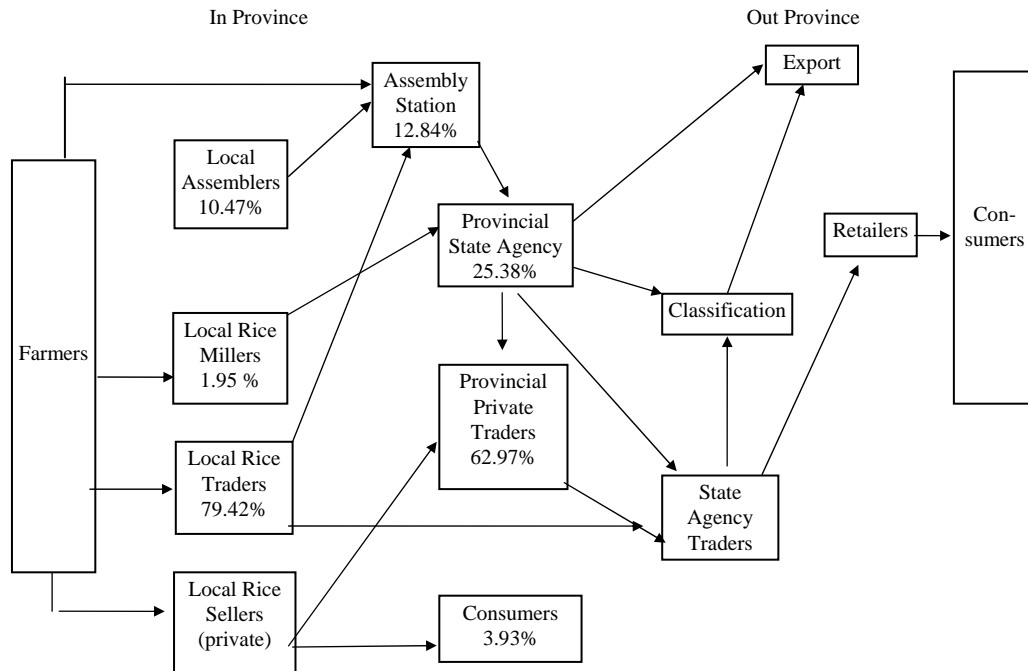 In Province
Out Province
Export
Assembly
Station
12.84%
Local
Assemblers
10.47%
Provincial
State Agency
25.38%
Retailers
Con-
sumers
Classification
Farmers
Local Rice
Millers
1.95 %
Provincial
Private
Traders
62.97%
Local Rice
Traders
79.42%
State
Agency
Traders
Local Rice
Sellers
(private)
Consumers
3.93%